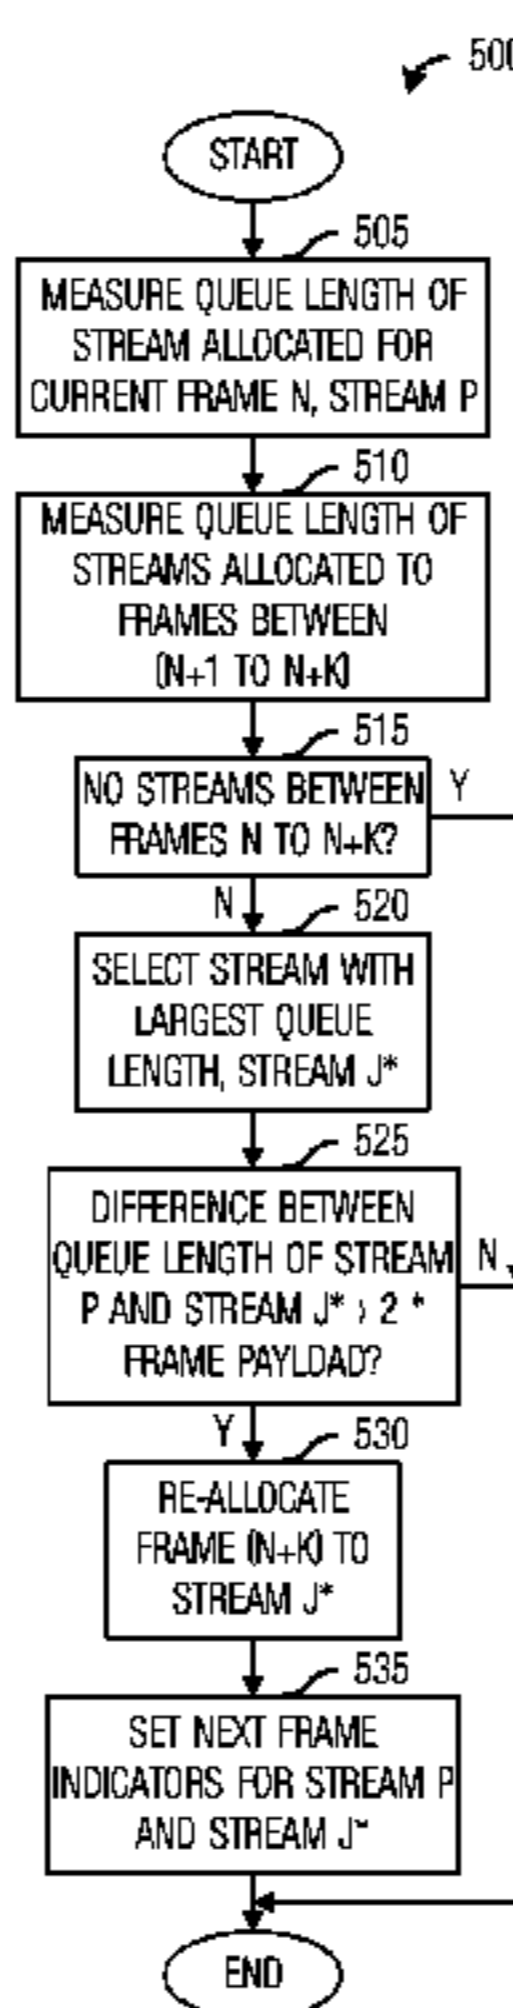 500
START
505
MEASURE QUEUE LENGTH OF
STREAM ALLOCATED FOR
CURRENT FRAME N, STREAM P
510
MEASURE QUEUE LENGTH OF
STREAMS ALLOCATED TO
FRAMES BETWEEN
(N+1 TO N+K)
515
NO STREAMS BETWEEN
FRAMES N TO N+K?
Y
N
520
SELECT STREAM WITH
LARGEST QUEUE
LENGTH, STREAM J*
525
DIFFERENCE BETWEEN
QUEUE LENGTH OF STREAM
P AND STREAM J* > 2 *
FRAME PAYLOAD?
N
Y
530
RE-ALLOCATE
FRAME (N+K) TO
STREAM J*
535
SET NEXT FRAME
INDICATORS FOR STREAM P
AND STREAM J*
END